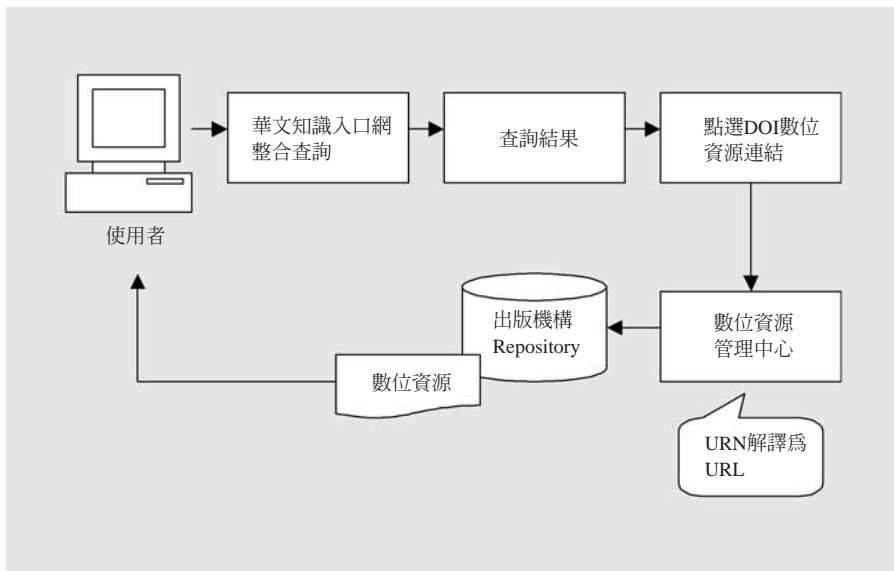 華文知識入口網
整合查詢
查詢結果
點選DOI數位
資源連結
使用者
出版機構
Repository
數位資源
管理中心
數位資源
URN解譯爲
URL